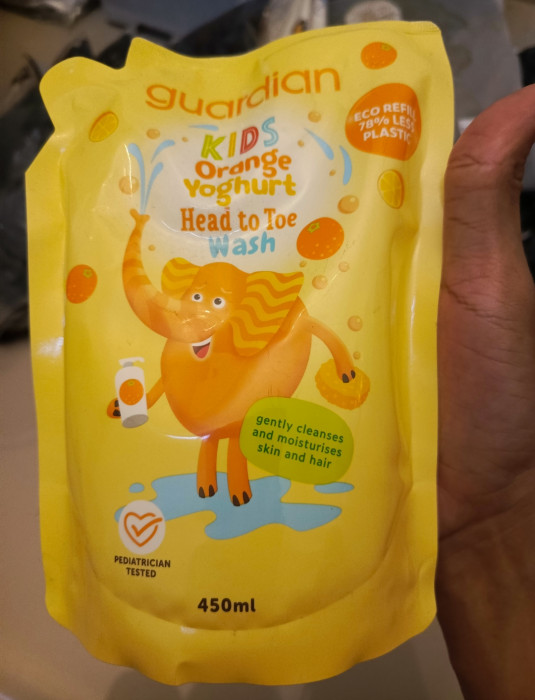 guardian
KIDS
Orange
Yoghurt
Head to Toe
Wash
ECO REFILL
78% LESS
PLASTIC
gently cleanses
and moisturises
skin and hair
PEDIATRICIAN
TESTED
450ml